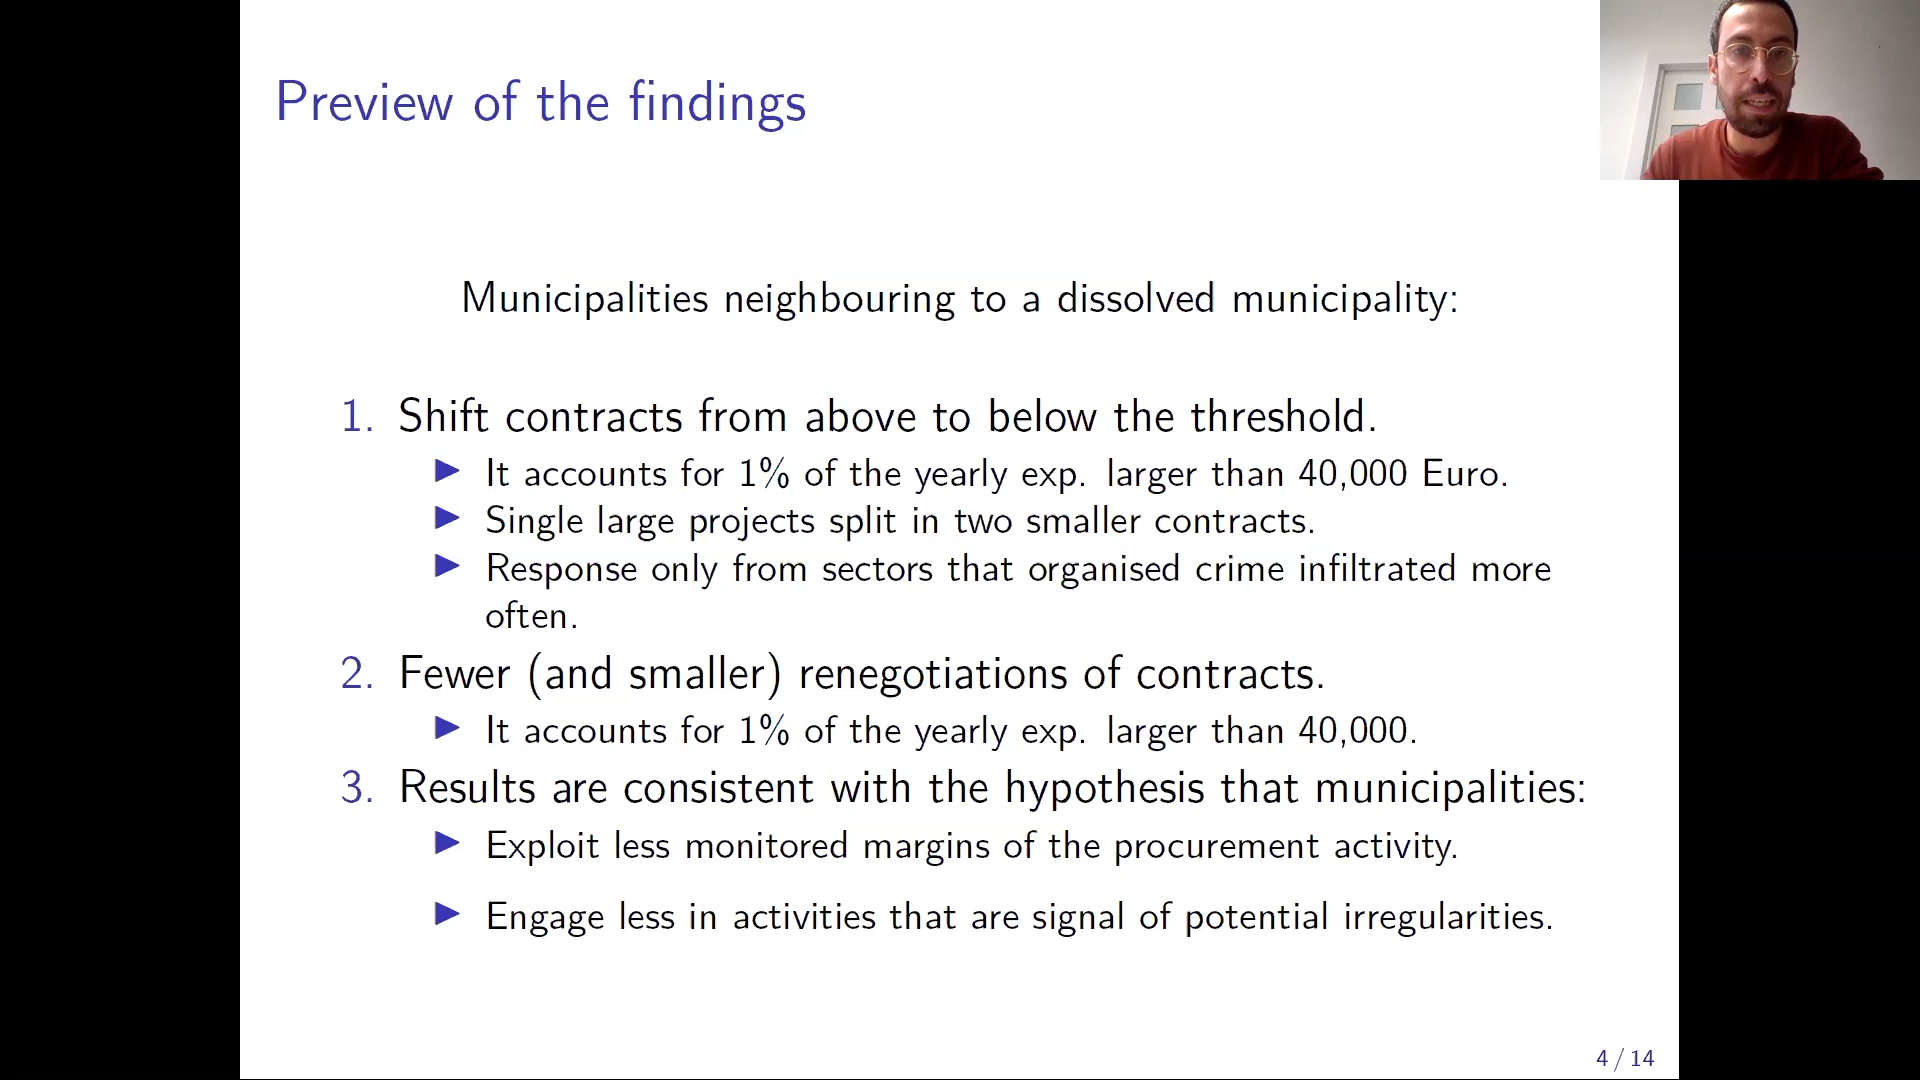 Preview of the findings
Municipalities neighbouring to a dissolved municipality:
1. Shift contracts from above to below the threshold.
▶ It accounts for 1% of the yearly exp. larger than 40,000 Euro.
▶ Single large projects split in two smaller contracts.
▶ Response only from sectors that organised crime infiltrated more
often.
2. Fewer (and smaller) renegotiations of contracts.
▶ It accounts for 1% of the yearly exp. larger than 40,000.
3. Results are consistent with the hypothesis that municipalities:
▶ Exploit less monitored margins of the procurement activity.
▶ Engage less in activities that are signal of potential irregularities.
4 / 14